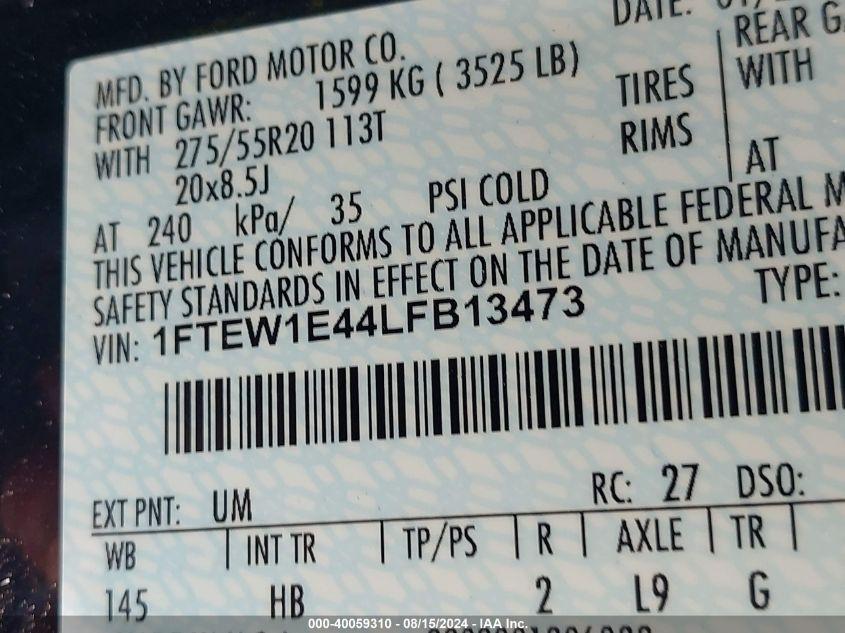 DATE:
MFD. BY FORD MOTOR CO.
FRONT GAWR: 1599 KG ( 3525 LB)
WITH 275/55R20 113T TIRES
20x8.5J RIMS
AT 240 kPa/ 35 PSI COLD
REAR
WITH
AT
THIS VEHICLE CONFORMS TO ALL APPLICABLE FEDERAL M
SAFETY STANDARDS IN EFFECT ON THE DATE OF MANUFA
VIN: 1FTEW1E44LFB13473 TYPE:
EXT PNT: UM RC: 27 DSO:
WB INT TR TP/PS R AXLE TR
145 HB 2 L9 G
000-40059310 - 08/15/2024 - IAA Inc.